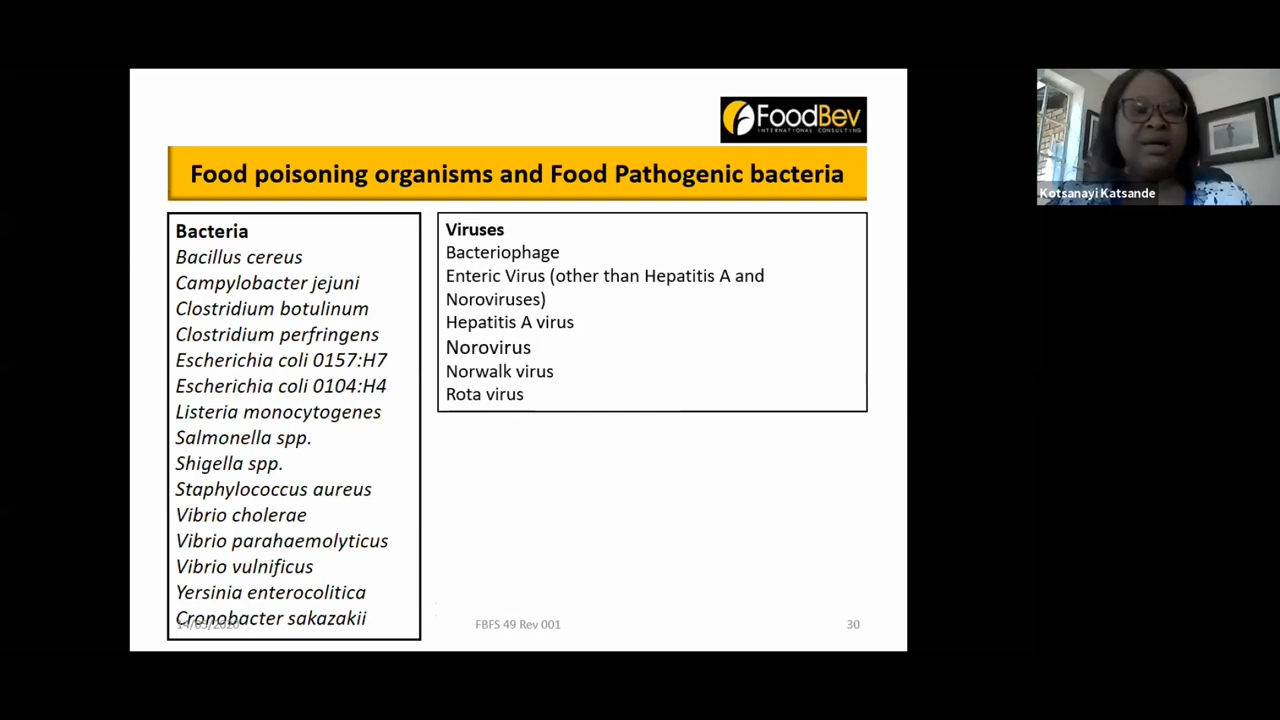 FoodBev
INTERNATIONAL CONSULTING
Food poisoning organisms and Food Pathogenic bacteria
Bacteria
Bacillus cereus
Campylobacter jejuni
Clostridium botulinum
Clostridium perfringens
Escherichia coli 0157:H7
Escherichia coli 0104:H4
Listeria monocytogenes
Salmonella spp.
Shigella spp.
Staphylococcus aureus
Vibrio cholerae
Vibrio parahaemolyticus
Vibrio vulnificus
Yersinia enterocolitica
Cronobacter sakazakii
Viruses
Bacteriophage
Enteric Virus (other than Hepatitis A and
Noroviruses)
Hepatitis A virus
Norovirus
Norwalk virus
Rota virus
FBFS 49 Rev 001
30
Kotsanayi Katsande